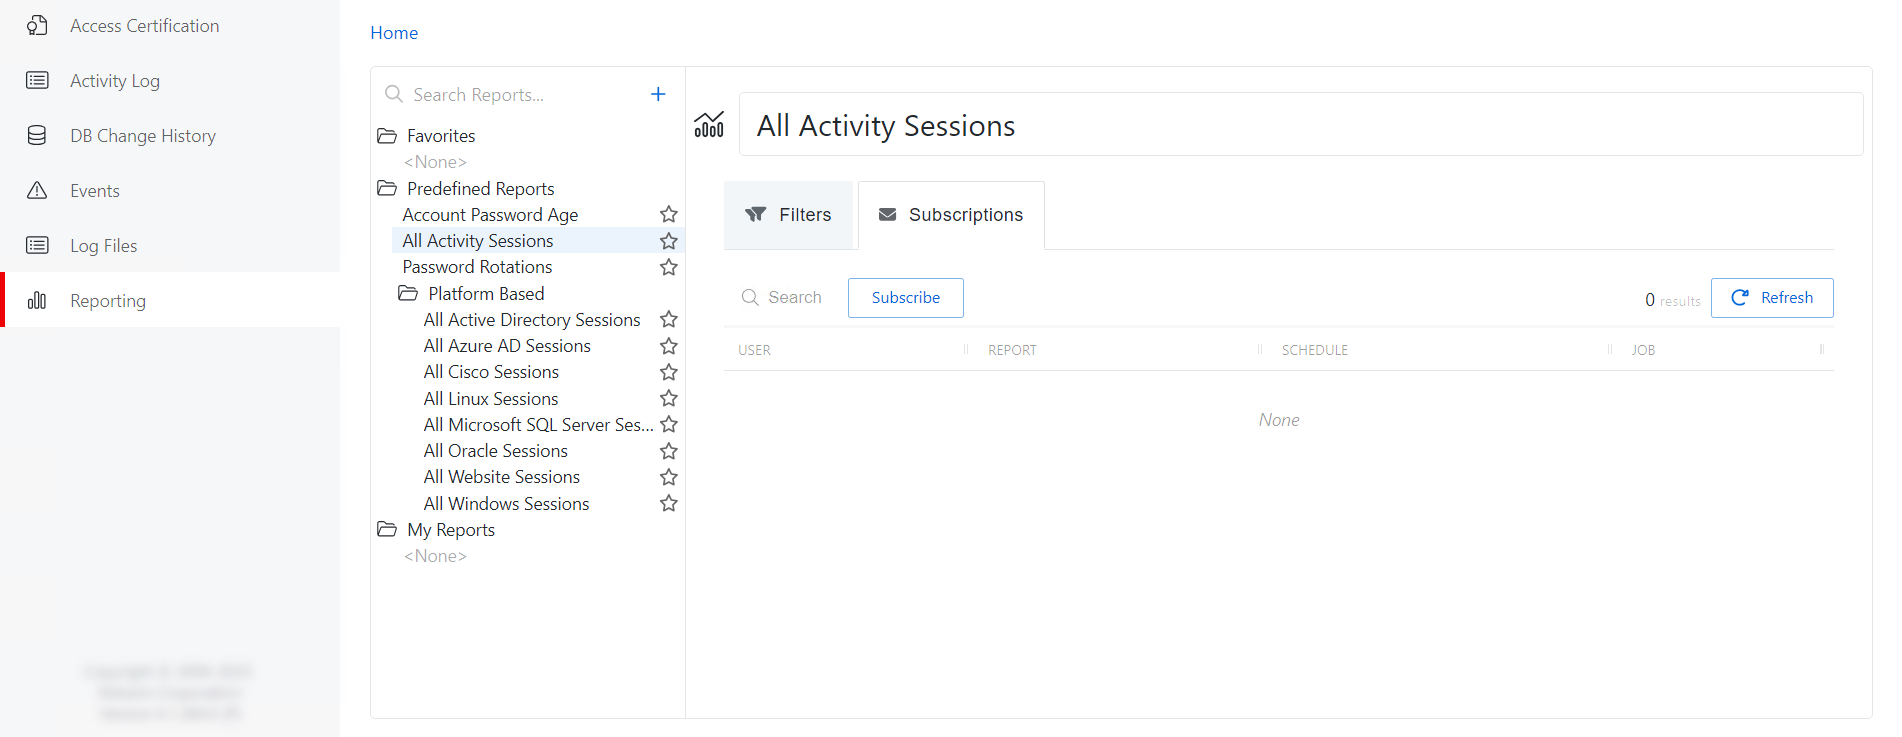 Access Certification
Activity Log
DB Change History
Events
Log Files
Reporting
Home
Search Reports...
Favorites
<None>
Predefined Reports
Account Password Age
All Activity Sessions
Password Rotations
Platform Based
All Active Directory Sessions
All Azure AD Sessions
All Cisco Sessions
All Linux Sessions
All Microsoft SQL Server Ses...
All Oracle Sessions
All Website Sessions
All Windows Sessions
My Reports
<None>
All Activity Sessions
Filters
Subscriptions
Search
Subscribe
0 results
Refresh
USER
REPORT
SCHEDULE
JOB
None